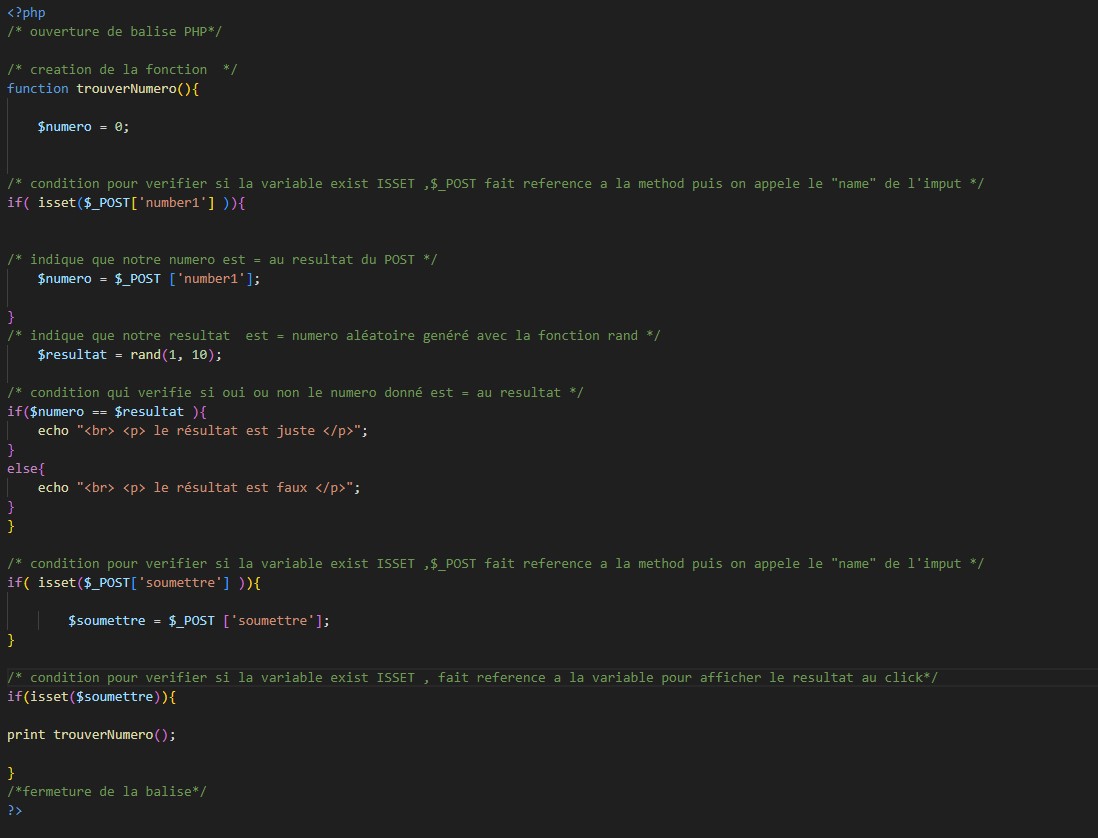 <?php
/* ouverture de balise PHP*/
/* creation de la fonction  */
function trouverNumero(){
$numero = 0;
/* condition pour verifier si la variable exist ISSET ,$_POST fait reference a la method puis on appele le "name" de l'imput */
if( isset($_POST['number1'] )){
/* indique que notre numero est = au resultat du POST */
$numero = $_POST ['number1'];
}
/* indique que notre resultat  est = numero aléatoire genéré avec la fonction rand */
$resultat = rand(1, 10);
/* condition qui verifie si oui ou non le numero donné est = au resultat */
if($numero == $resultat ){
echo "<br> <p> le résultat est juste </p>";
}
else{
echo "<br> <p> le résultat est faux </p>";
}
}
/* condition pour verifier si la variable exist ISSET ,$_POST fait reference a la method puis on appele le "name" de l'imput */
if( isset($_POST['soumettre'] )){
$soumettre = $_POST ['soumettre'];
}
/* condition pour verifier si la variable exist ISSET , fait reference a la variable pour afficher le resultat au click*/
if(isset($soumettre)){
print trouverNumero();
}
/*fermeture de la balise*/
?>